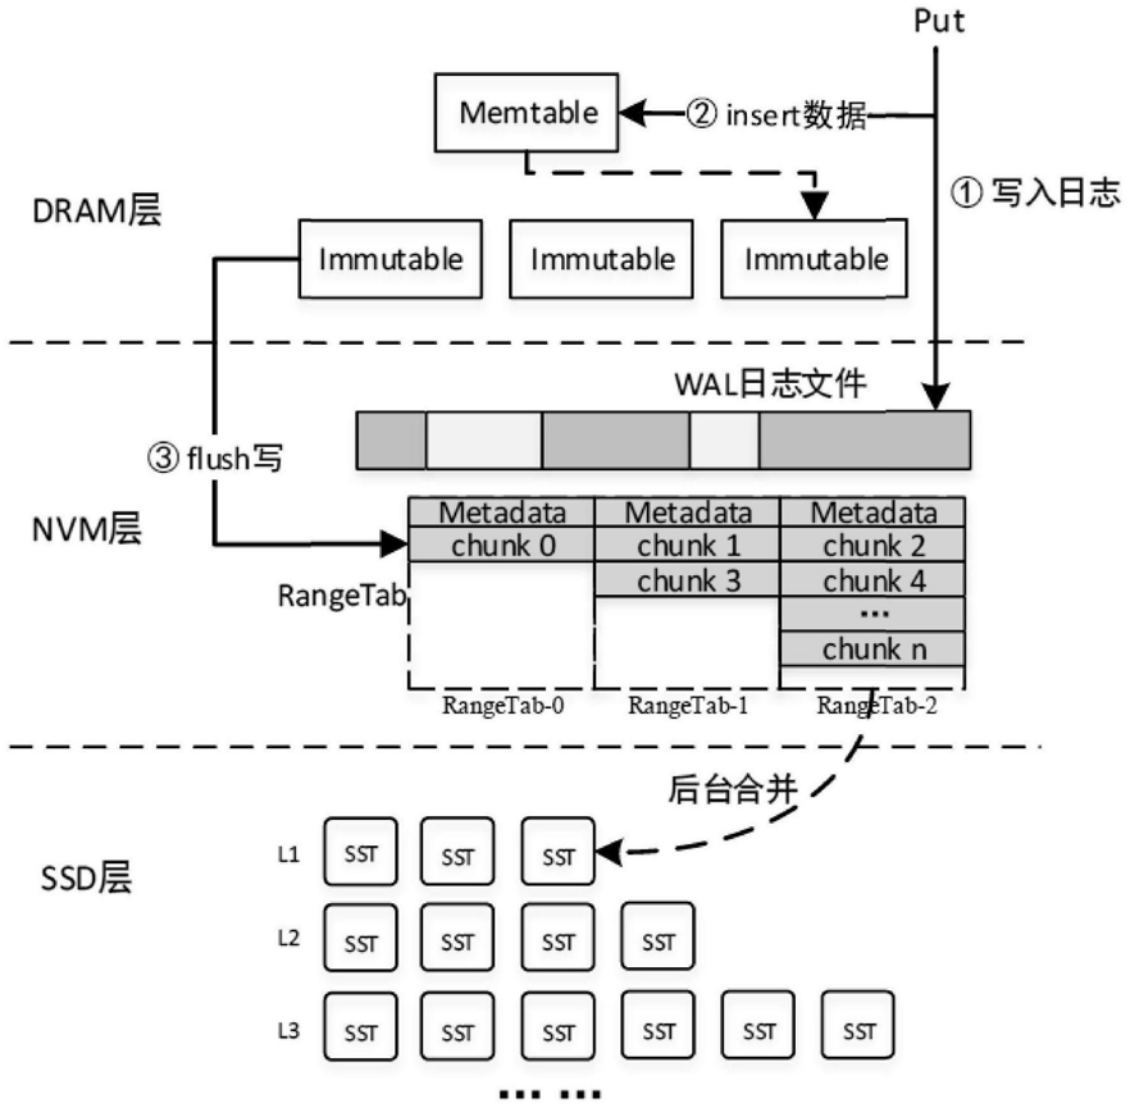 Put
Memtable
② insert数据
① 写入日志
DRAM层
Immutable
Immutable
Immutable
WAL日志文件
③ flush写
NVM层
Metadata
Metadata
Metadata
chunk 0
chunk 1
chunk 2
chunk 3
chunk 4
RangeTab
...
chunk n
RangeTab-0
RangeTab-1
RangeTab-2
后台合并
SSD层
L1
SST
SST
SST
L2
SST
SST
SST
SST
L3
SST
SST
SST
SST
SST
SST
... ...